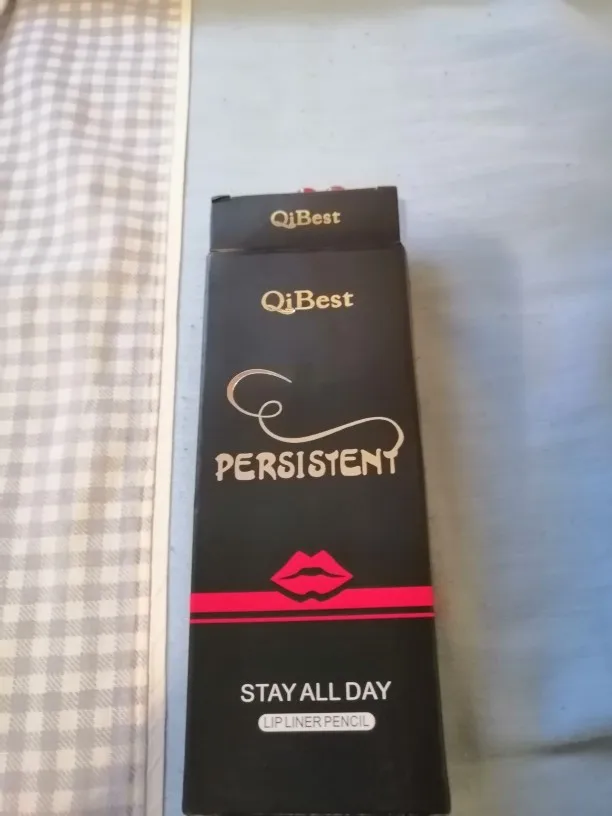 QiBest
QiBest
PERSISTENT
STAY ALL DAY
LIP LINER PENCIL